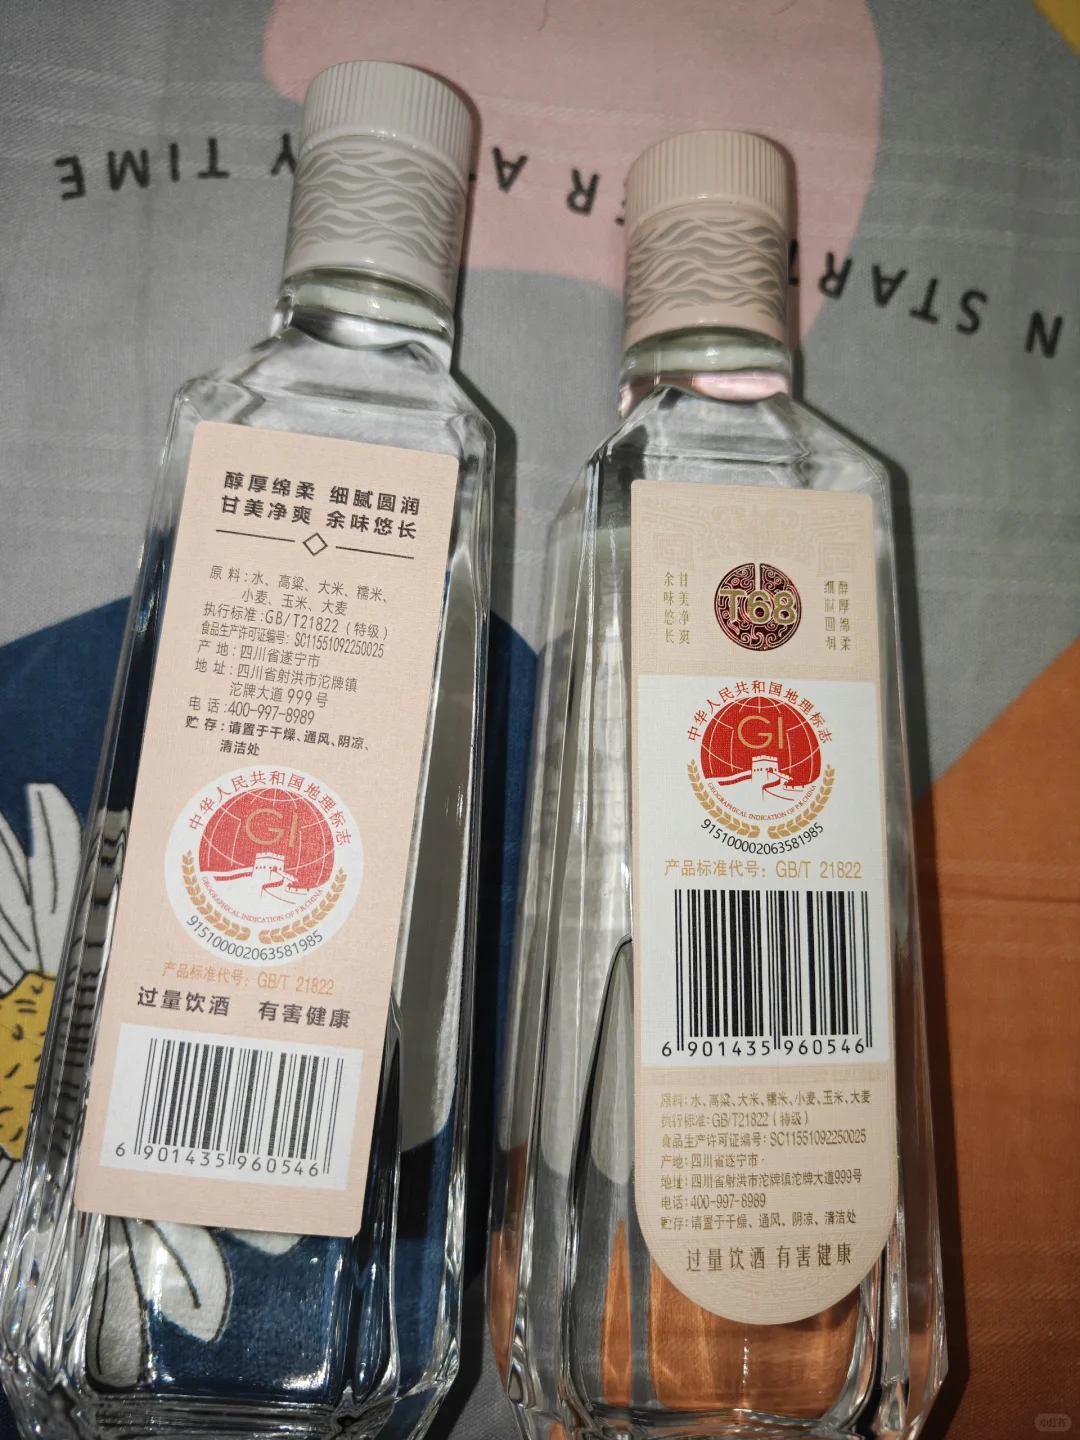 醇厚绵柔 细腻圆润
甘美净爽 余味悠长
原料:水、高粱、大米、糯米、
小麦、玉米、大麦
执行标准:GB/T21822(特级)
食品生产许可证编号:SC11551092250025
产地:四川省遂宁市
地址:四川省射洪市沱牌镇
沱牌大道999号
电话:400-997-8989
贮存:请置于干燥、通风、阴凉、
清洁处
中华人民共和国地理标志
GI
GEOGRAPHICAL INDICATION OF P.R.CHINA
915100002063581985
产品标准代号:GB/T 21822
过量饮酒 有害健康
6 901435 960546
醇厚绵柔
细腻圆润
T68
甘美净爽
余味悠长
中华人民共和国地理标志
GI
GEOGRAPHICAL INDICATION OF P.R.CHINA
915100002063581985
产品标准代号:GB/T 21822
6 901435 960546
原料:水、高粱、大米、糯米、小麦、玉米、大麦
执行标准:GB/T21822(特级)
食品生产许可证编号:SC11551092250025
产地:四川省遂宁市
地址:四川省射洪市沱牌镇沱牌大道999号
电话:400-997-8989
贮存:请置于干燥、通风、阴凉、清洁处
过量饮酒 有害健康
N START
TIME
小红书